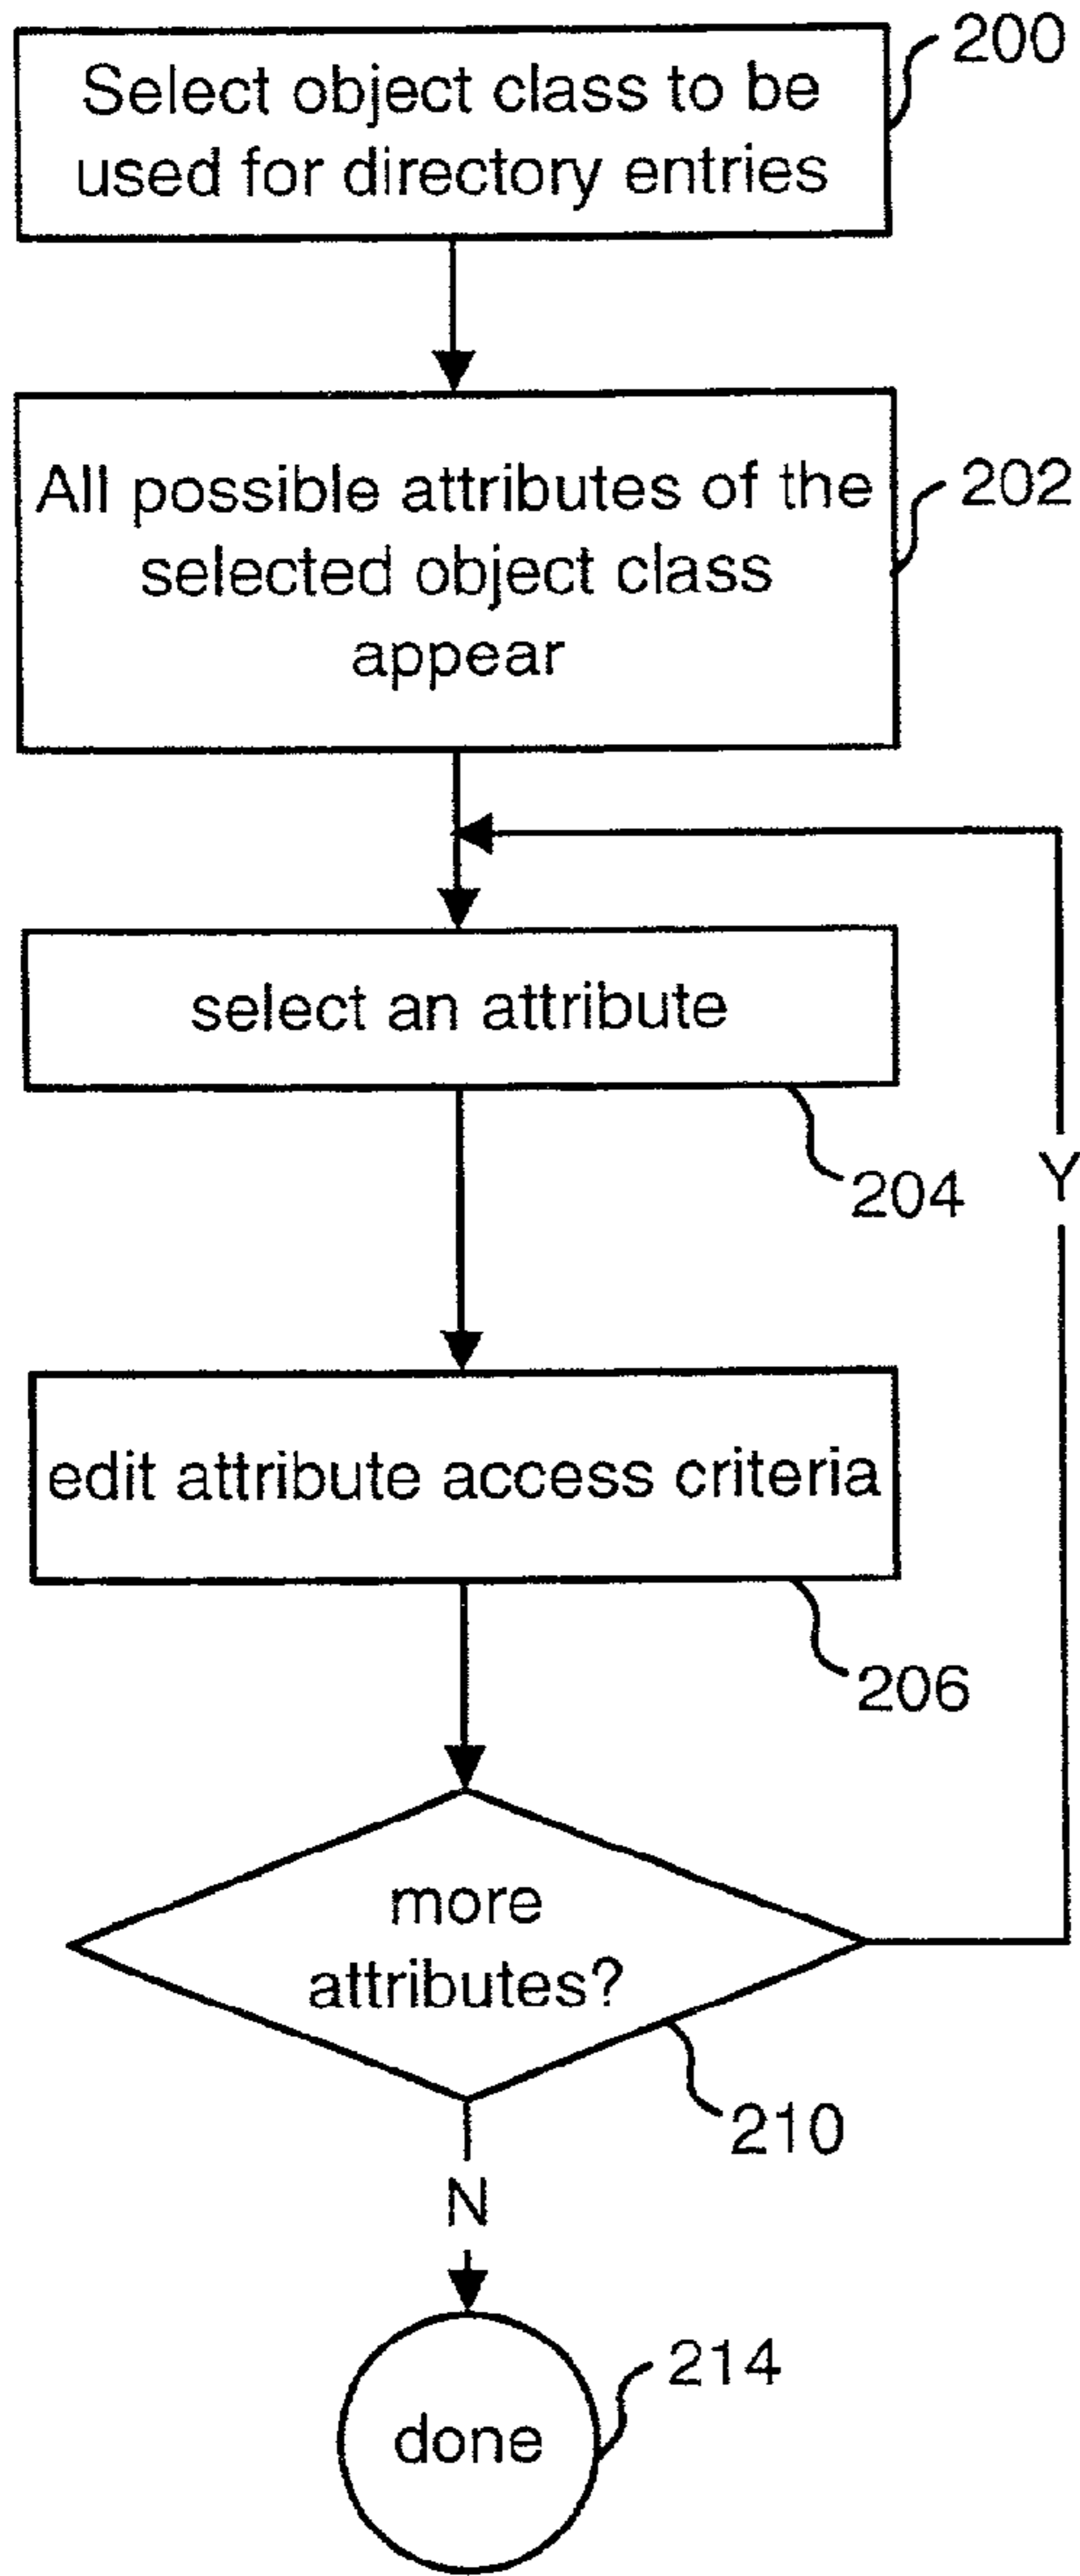 Select object class to be
used for directory entries
200
All possible attributes of the
selected object class
appear
202
select an attribute
204
Y
edit attribute access criteria
206
more
attributes?
210
N
done
214